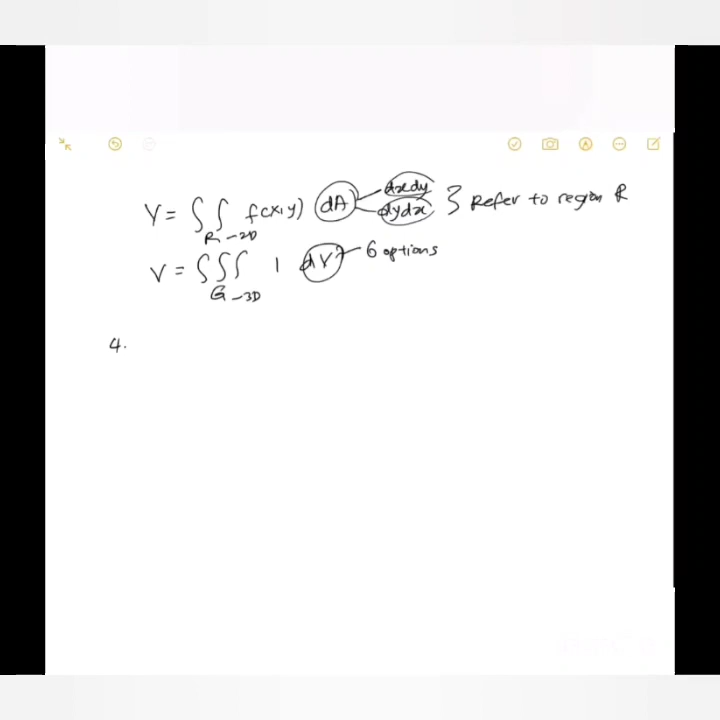 V = ∫∫ f(x,y) dA dxdy } Refer to region R
R → 2D dydx
V = ∫∫∫ 1 dV → 6 options
G → 3D
4.